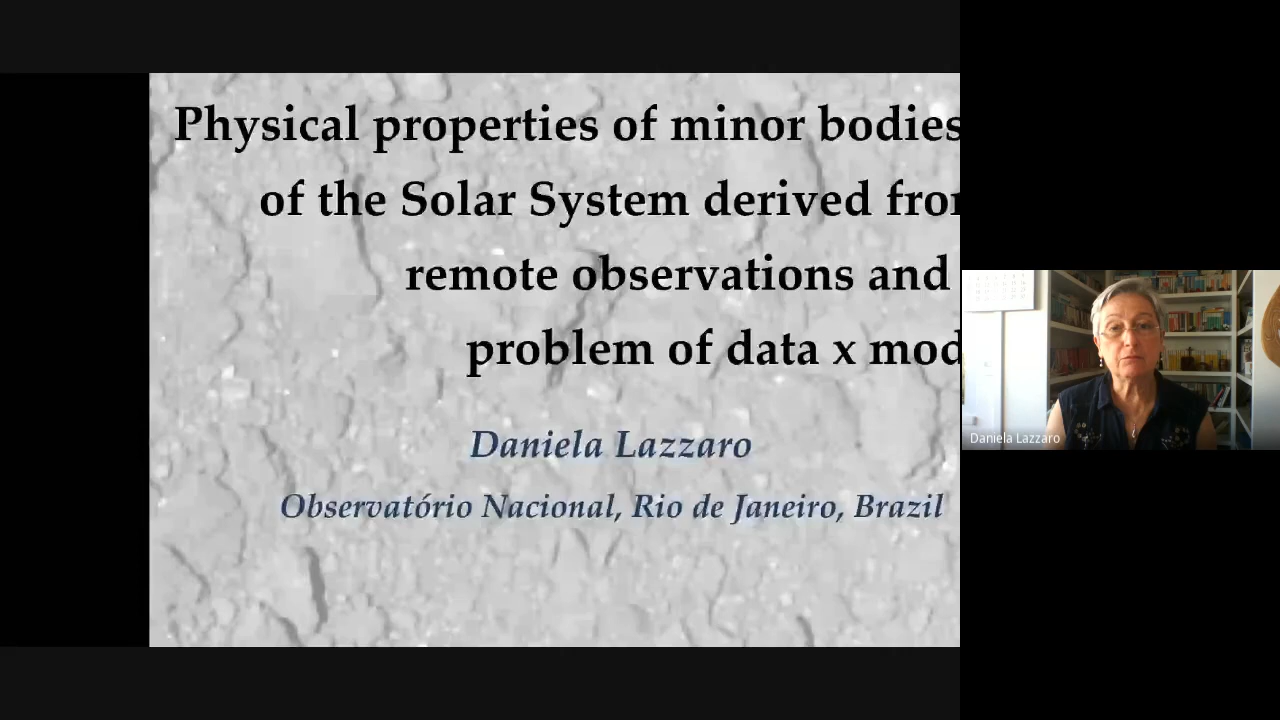 Physical properties of minor bodies
of the Solar System derived from
remote observations and
problem of data x mod
Daniela Lazzaro
Observatório Nacional, Rio de Janeiro, Brazil
Daniela Lazzaro